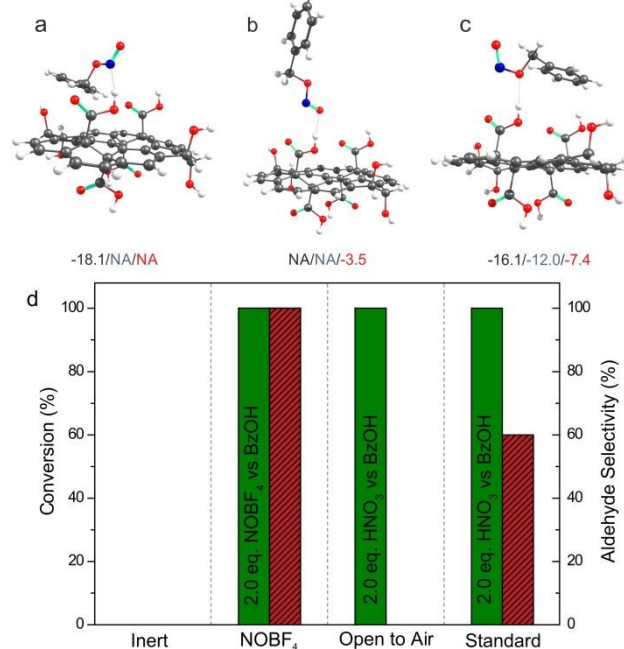 a
b
c
-18.1/NA/NA
NA/NA/-3.5
-16.1/-12.0/-7.4
d
100
80
60
40
20
0
Conversion (%)
2.0 eq. NOBF₄ vs BzOH
2.0 eq. HNO₃ vs BzOH
2.0 eq. HNO₃ vs BzOH
100
80
60
40
20
0
Aldehyde Selectivity (%)
Inert
NOBF₄
Open to Air
Standard